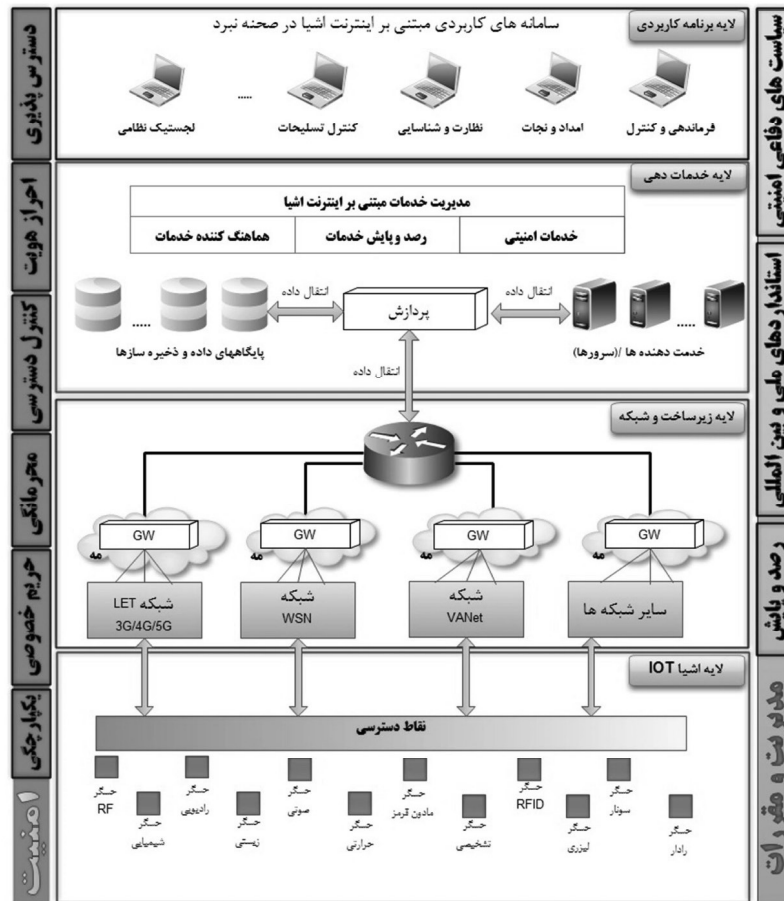 لایه برنامه کاربردی
سامانه های کاربردی مبتنی بر اینترنت اشیا در صحنه نبرد
فرماندهی و کنترل
امداد و نجات
نظارت و شناسایی
کنترل تسلیحات
.....
لجستیک نظامی
لایه خدمات دهی
مدیریت خدمات مبتنی بر اینترنت اشیا
خدمات امنیتی
رصد و پایش خدمات
هماهنگ کننده خدمات
انتقال داده
پردازش
انتقال داده
.....
.....
خدمت دهنده ها /(سرورها)
پایگاههای داده و ذخیره سازها
انتقال داده
لایه زیرساخت و شبکه
GW
مه
GW
مه
GW
مه
GW
مه
سایر شبکه ها
شبکه
VANet
شبکه
WSN
شبکه LET
3G/4G/5G
لایه اشیا IOT
نقاط دسترسی
حسگر
رادار
حسگر
سونار
حسگر
لیزری
حسگر
RFID
حسگر
تشخیصی
حسگر
مادون قرمز
حسگر
حرارتی
حسگر
صوتی
حسگر
زیستی
حسگر
رادیویی
حسگر
شیمیایی
حسگر
RF
سیاست های دفاعی امنیتی
استانداردهای ملی و بین المللی
رصد و پایش
مدیریت و مقررات
دسترس پذیری
احراز هویت
کنترل دسترسی
محرمانگی
حریم خصوصی
یکپارچگی
امنیت